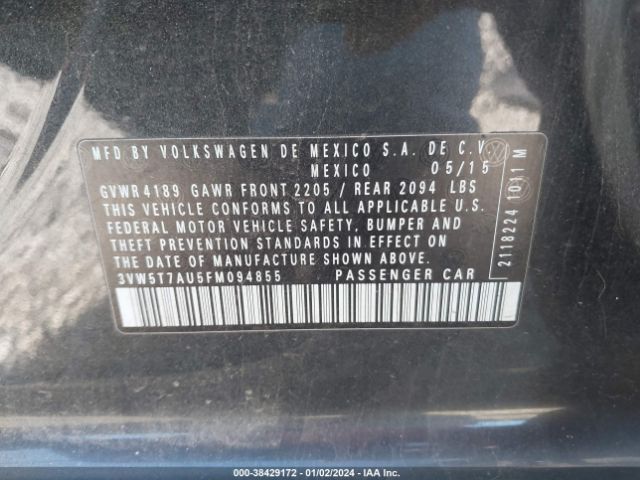 MFD BY VOLKSWAGEN DE MEXICO S.A. DE C.V
MEXICO 05/15
GVWR 4189 GAWR FRONT 2205 / REAR 2094 LBS
THIS VEHICLE CONFORMS TO ALL APPLICABLE U.S.
FEDERAL MOTOR VEHICLE SAFETY, BUMPER AND
THEFT PREVENTION STANDARDS IN EFFECT ON
THE DATE OF MANUFACTURE SHOWN ABOVE.
3VW5T7AU5FM094855 PASSENGER CAR
2118224 1011 M
000-38429172 - 01/02/2024 - IAA Inc.